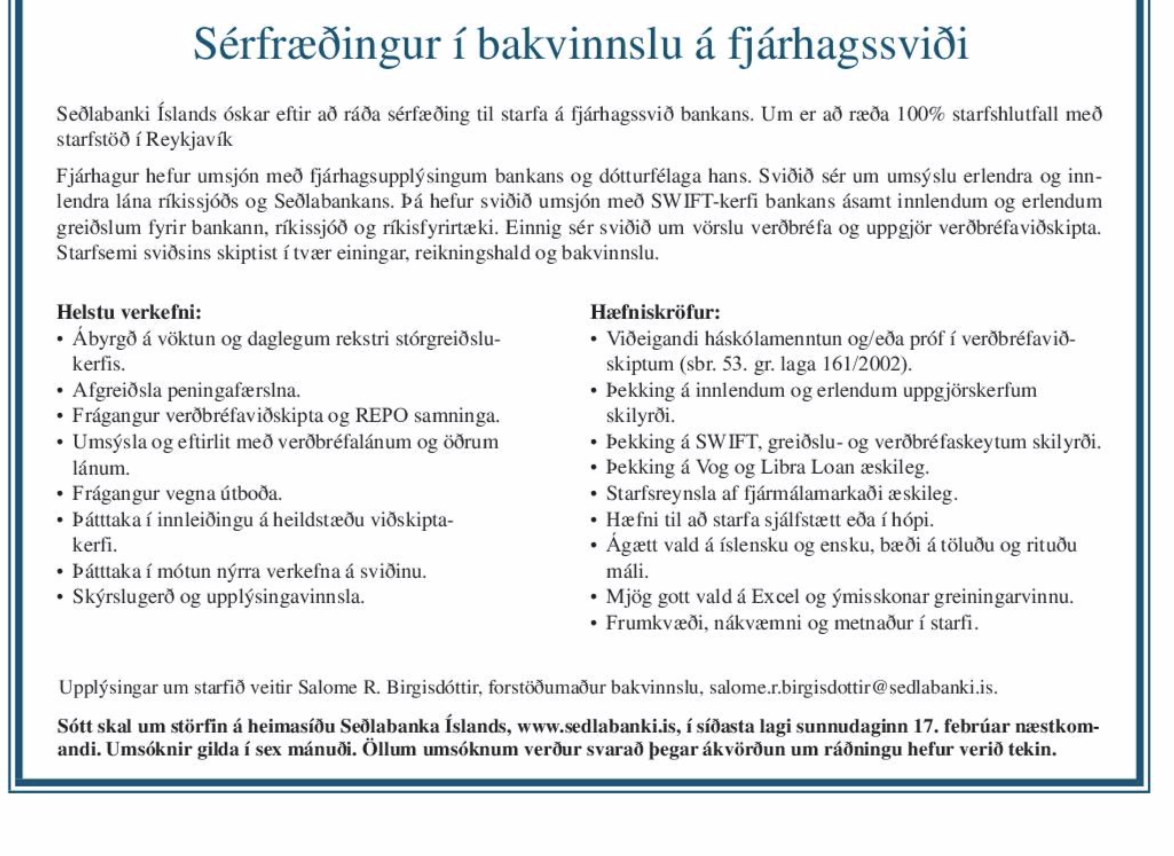 Sérfræðingur í bakvinnslu á fjárhagssviði
Seðlabanki Íslands óskar eftir að ráða sérfæðing til starfa á fjárhagssvið bankans. Um er að ræða 100% starfshlutfall með
starfstöð í Reykjavík
Fjárhagur hefur umsjón með fjárhagsupplýsingum bankans og dótturfélaga hans. Sviðið sér um umsýslu erlendra og inn-
lendra lána ríkissjóðs og Seðlabankans. Þá hefur sviðið umsjón með SWIFT-kerfi bankans ásamt innlendum og erlendum
greiðslum fyrir bankann, ríkissjóð og ríkisfyrirtæki. Einnig sér sviðið um vörslu verðbréfa og uppgjör verðbréfaviðskipta.
Starfsemi sviðsins skiptist í tvær einingar, reikningshald og bakvinnslu.
Helstu verkefni:
• Ábyrgð á vöktun og daglegum rekstri stórgreiðslu-
kerfis.
• Afgreiðsla peningafærslna.
• Frágangur verðbréfaviðskipta og REPO samninga.
• Umsýsla og eftirlit með verðbréfalánum og öðrum
lánum.
• Frágangur vegna útboða.
• Þátttaka í innleiðingu á heildstæðu viðskipta-
kerfi.
• Þátttaka í mótun nýrra verkefna á sviðinu.
• Skýrslugerð og upplýsingavinnsla.
Hæfniskröfur:
• Viðeigandi háskólamenntun og/eða próf í verðbréfavið-
skiptum (sbr. 53. gr. laga 161/2002).
• Þekking á innlendum og erlendum uppgjörskerfum
skilyrði.
• Þekking á SWIFT, greiðslu- og verðbréfaskeytum skilyrði.
• Þekking á Vog og Libra Loan æskileg.
• Starfsreynsla af fjármálamarkaði æskileg.
• Hæfni til að starfa sjálfstætt eða í hópi.
• Ágætt vald á íslensku og ensku, bæði á töluðu og rituðu
máli.
• Mjög gott vald á Excel og ýmisskonar greiningarvinnu.
• Frumkvæði, nákvæmni og metnaður í starfi.
Upplýsingar um starfið veitir Salome R. Birgisdóttir, forstöðumaður bakvinnslu, salome.r.birgisdottir@sedlabanki.is.
Sótt skal um störfin á heimasíðu Seðlabanka Íslands, www.sedlabanki.is, í síðasta lagi sunnudaginn 17. febrúar næstkom-
andi. Umsóknir gilda í sex mánuði. Öllum umsóknum verður svarað þegar ákvörðun um ráðningu hefur verið tekin.